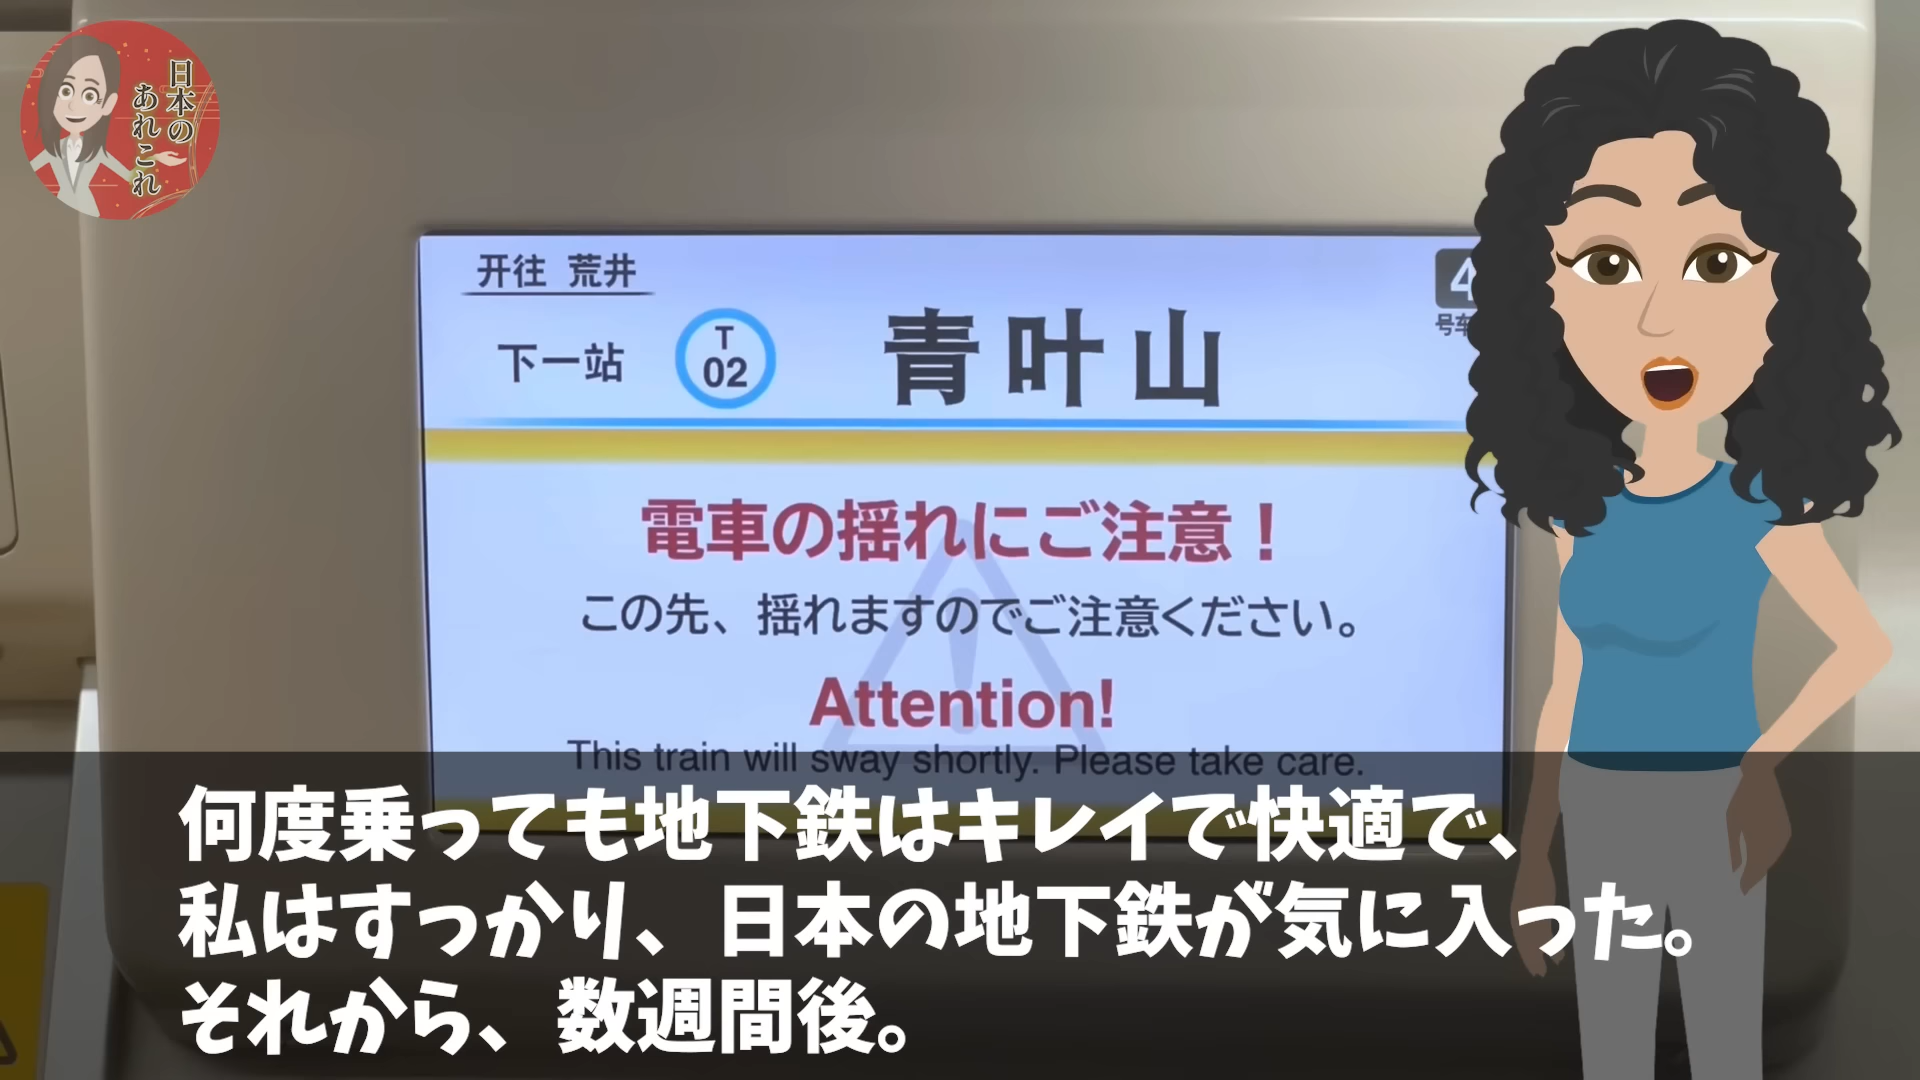 日本の
あれこれ
开往 荒井
下一站
T
02
青叶山
4
号车
電車の揺れにご注意！
この先、揺れますのでご注意ください。
Attention!
This train will sway shortly. Please take care.
何度乗っても地下鉄はキレイで快適で、
私はすっかり、日本の地下鉄が気に入った。
それから、数週間後。